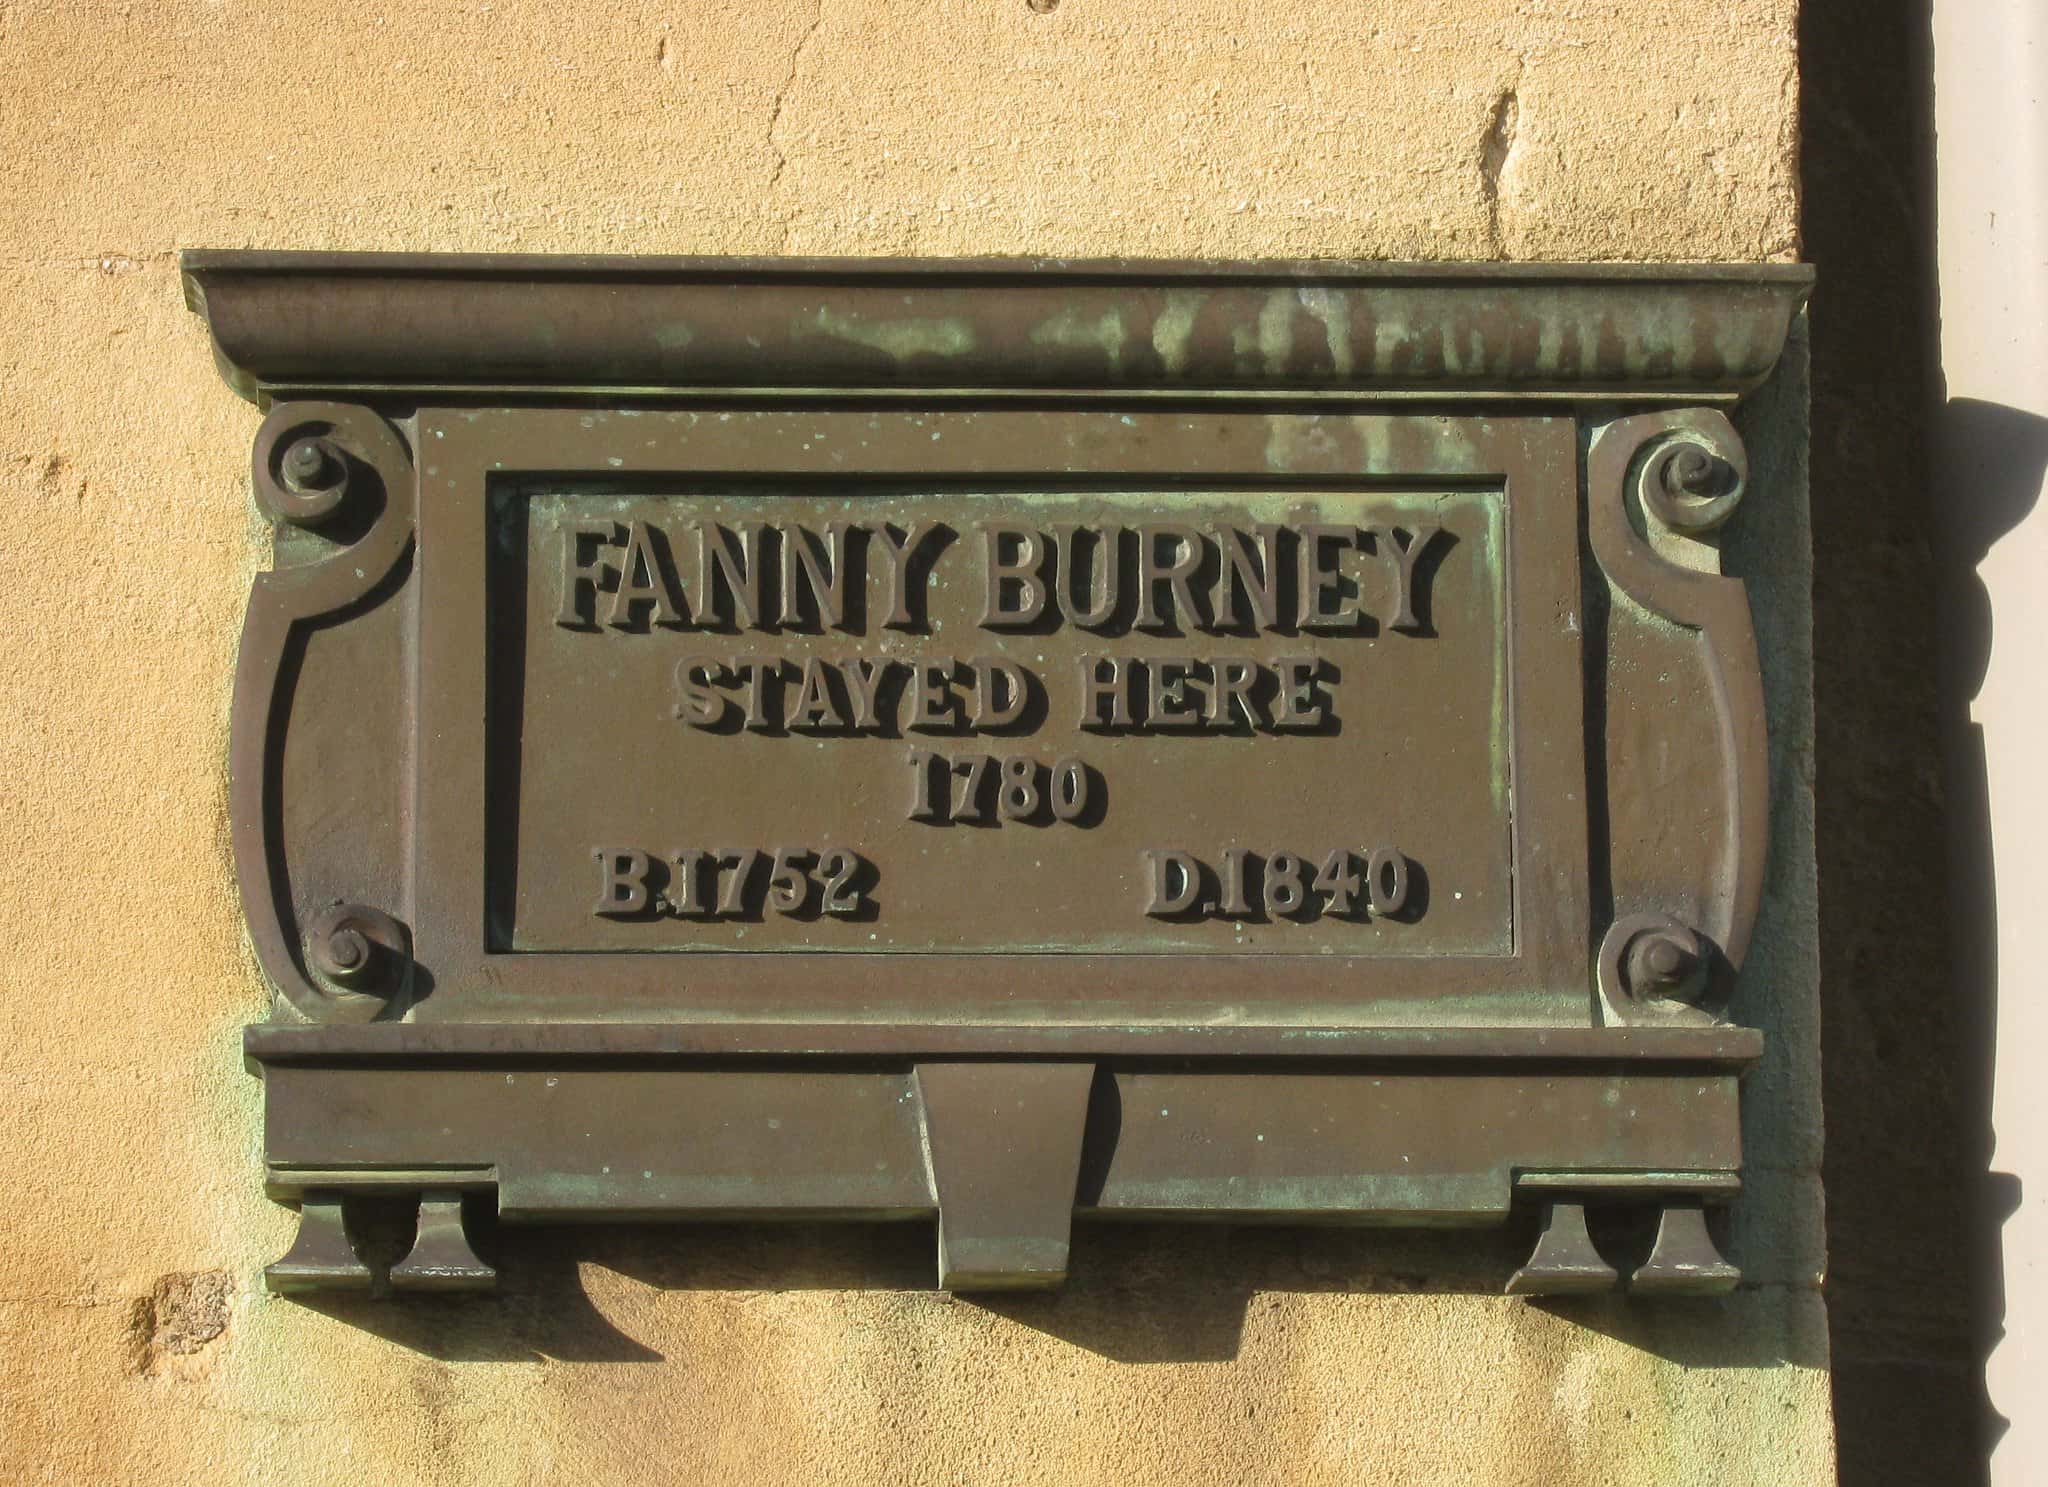 FANNY BURNEY
STAYED HERE
1780
B.1752 D.1840